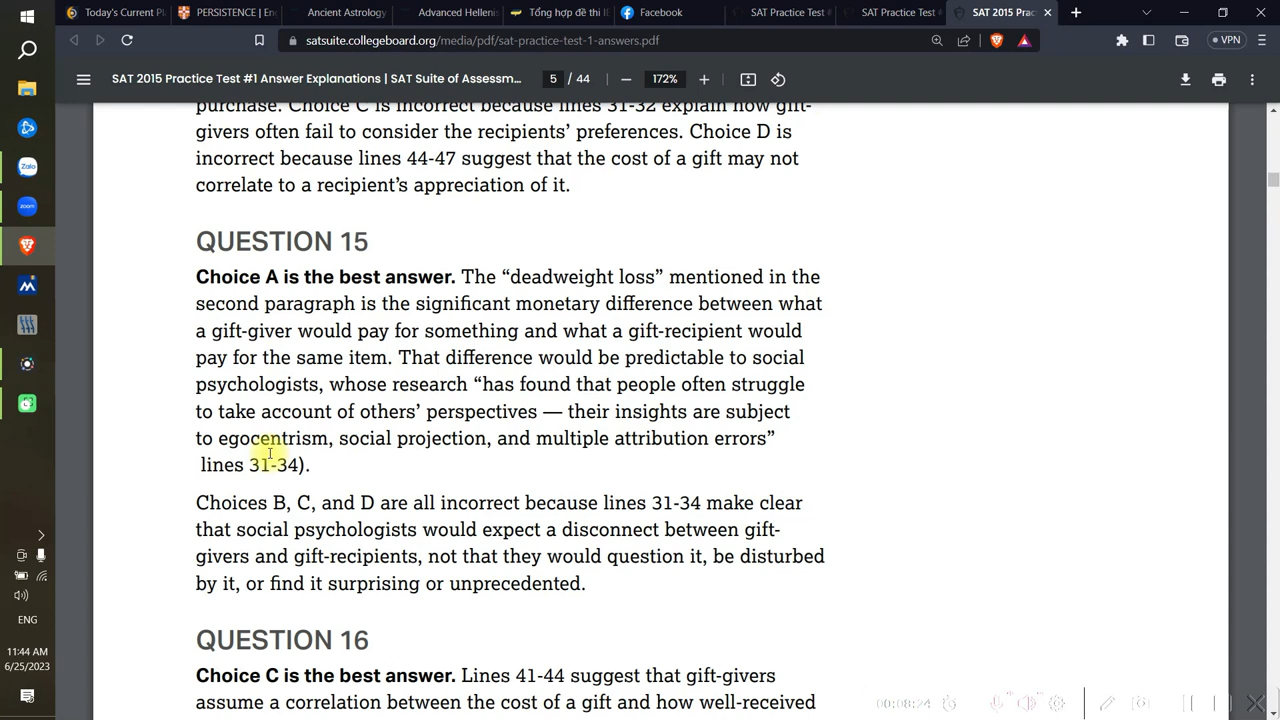 Today's Current Pl
PERSISTENCE | En
Ancient Astrology
Advanced Hellenis
Tổng hợp đề thi IE
Facebook
SAT Practice Test #
SAT Practice Test #
SAT 2015 Prac
satsuite.collegeboard.org/media/pdf/sat-practice-test-1-answers.pdf
VPN
SAT 2015 Practice Test #1 Answer Explanations | SAT Suite of Assessm...
5 / 44
172%
purchase. Choice C is incorrect because lines 31-32 explain how gift-
givers often fail to consider the recipients’ preferences. Choice D is
incorrect because lines 44-47 suggest that the cost of a gift may not
correlate to a recipient’s appreciation of it.
QUESTION 15
Choice A is the best answer. The “deadweight loss” mentioned in the
second paragraph is the significant monetary difference between what
a gift-giver would pay for something and what a gift-recipient would
pay for the same item. That difference would be predictable to social
psychologists, whose research “has found that people often struggle
to take account of others’ perspectives — their insights are subject
to egocentrism, social projection, and multiple attribution errors”
lines 31-34).
Choices B, C, and D are all incorrect because lines 31-34 make clear
that social psychologists would expect a disconnect between gift-
givers and gift-recipients, not that they would question it, be disturbed
by it, or find it surprising or unprecedented.
QUESTION 16
Choice C is the best answer. Lines 41-44 suggest that gift-givers
assume a correlation between the cost of a gift and how well-received
Zalo
zoom
ENG
11:44 AM
6/25/2023
00:08:24